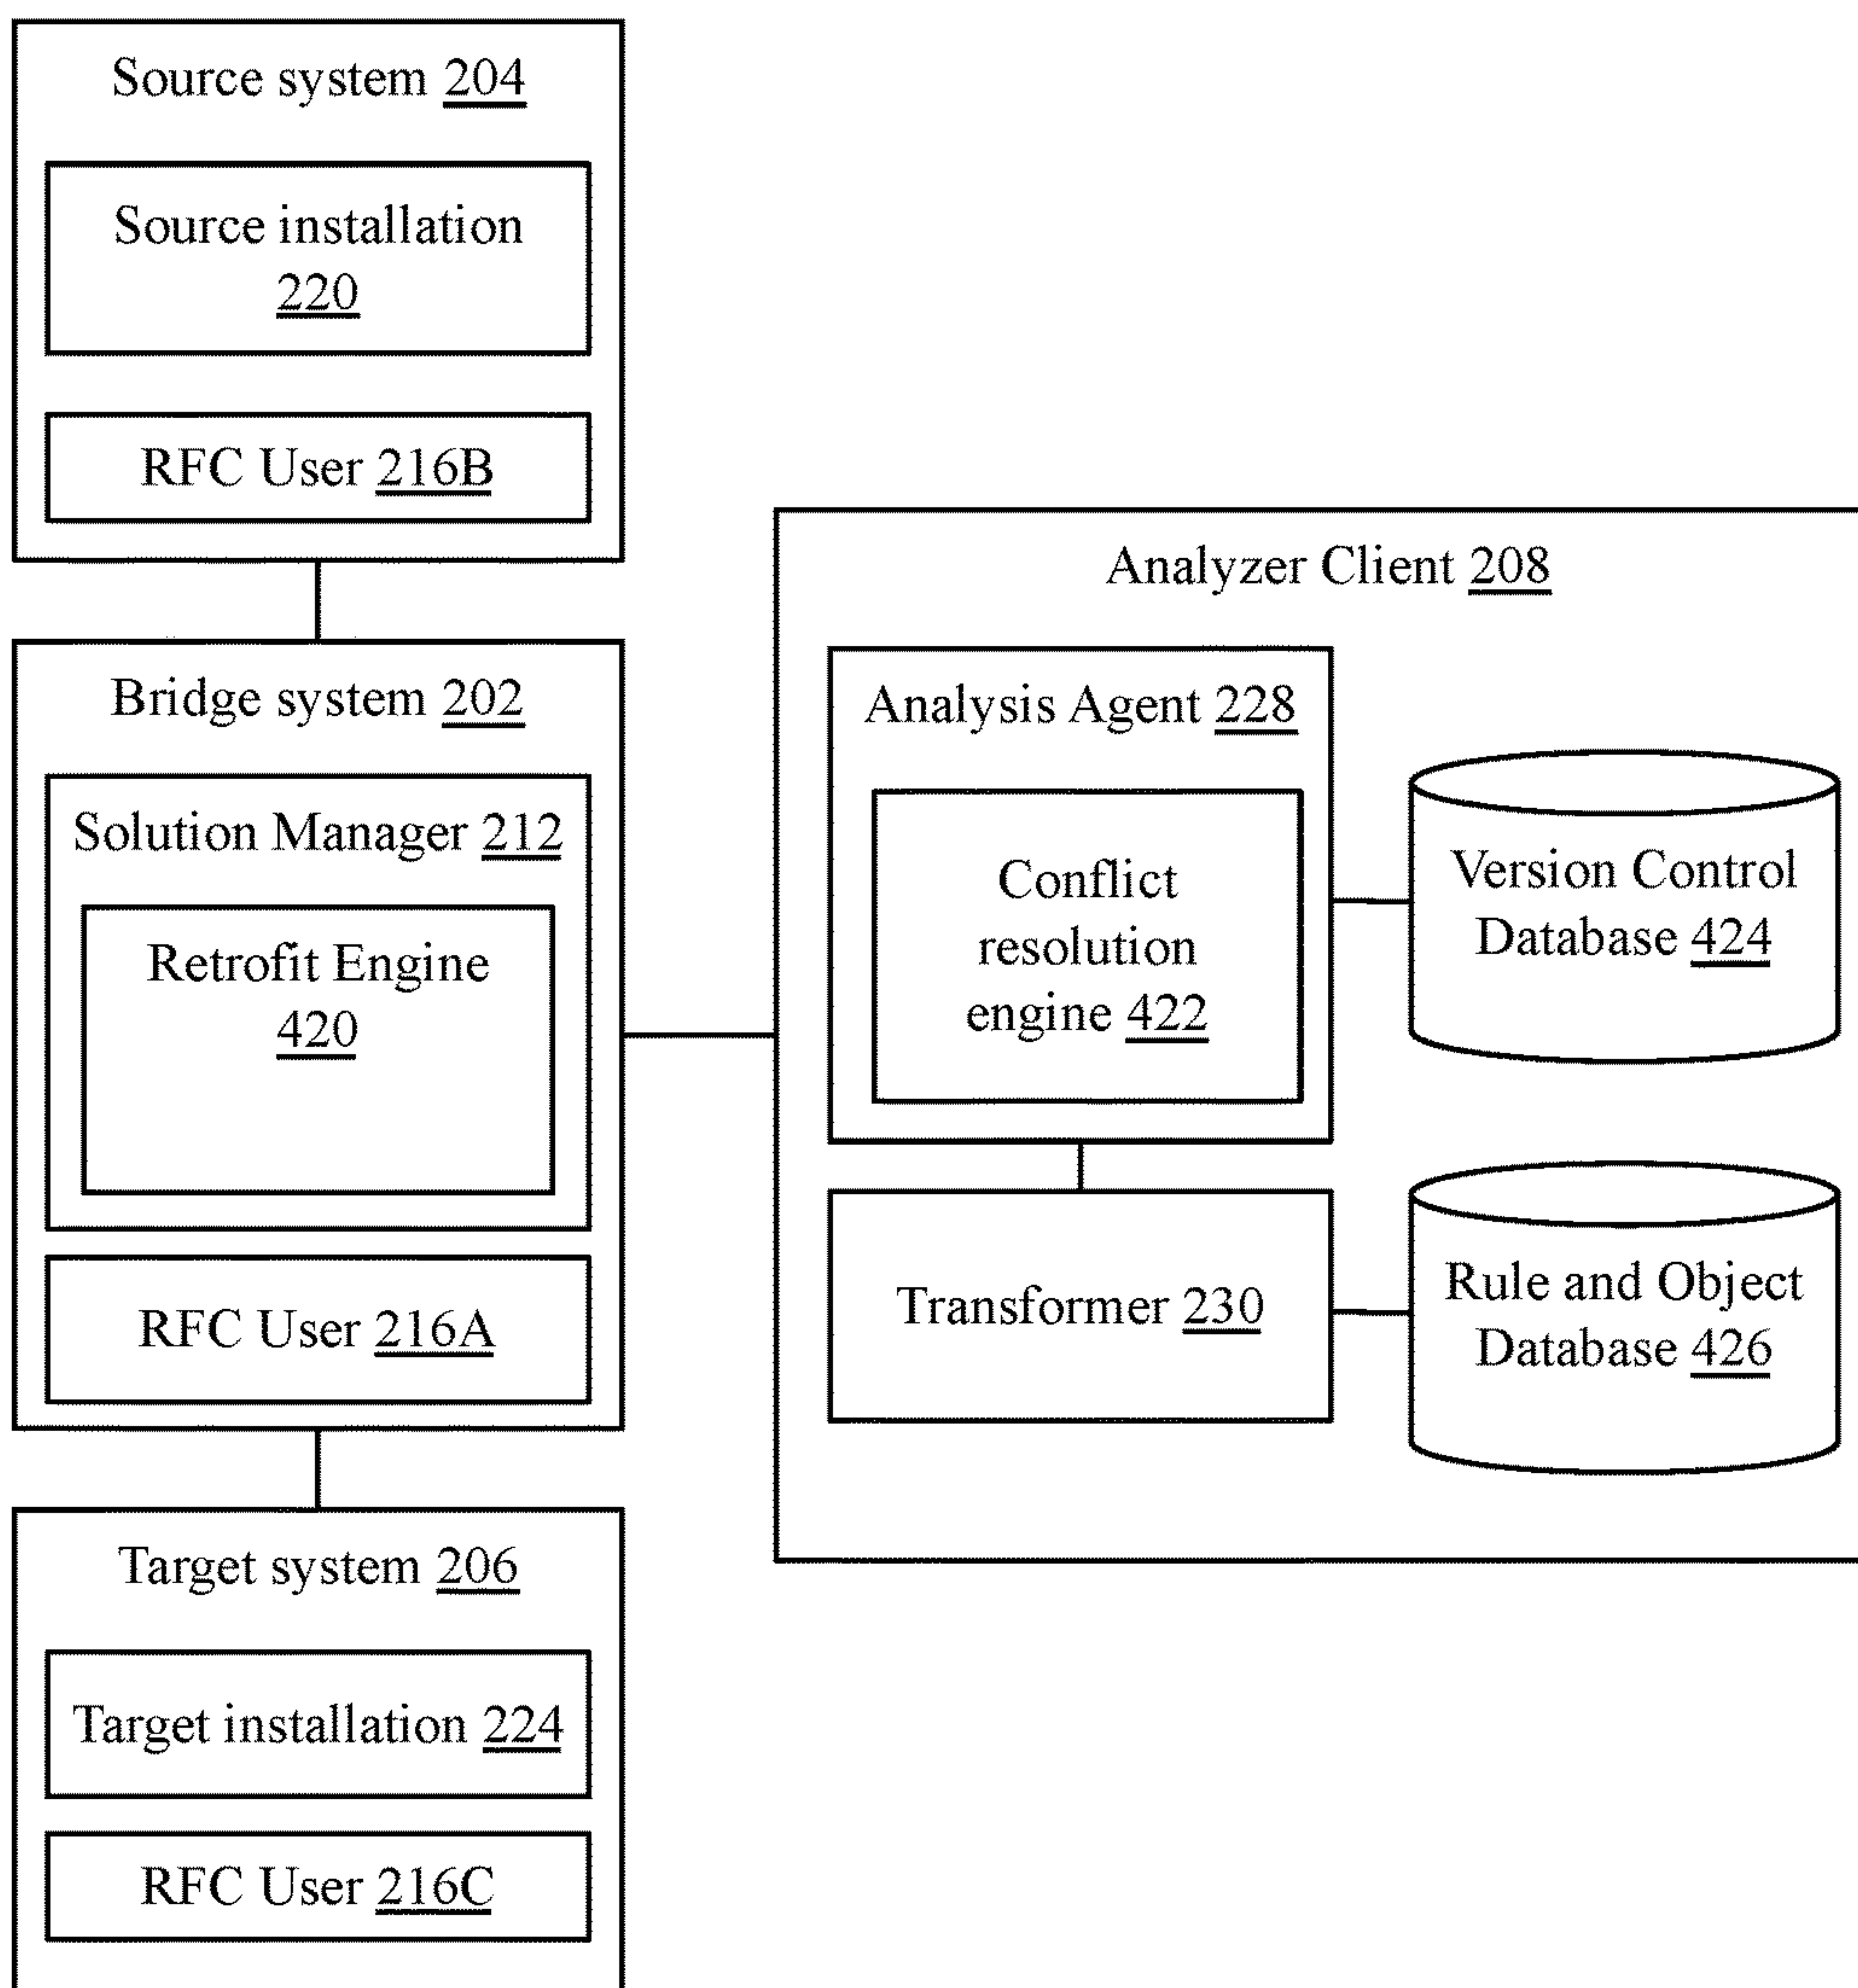 Source system 204
Source installation
220
RFC User 216B
Bridge system 202
Solution Manager 212
Retrofit Engine
420
RFC User 216A
Target system 206
Target installation 224
RFC User 216C
Analyzer Client 208
Analysis Agent 228
Conflict
resolution
engine 422
Version Control
Database 424
Transformer 230
Rule and Object
Database 426